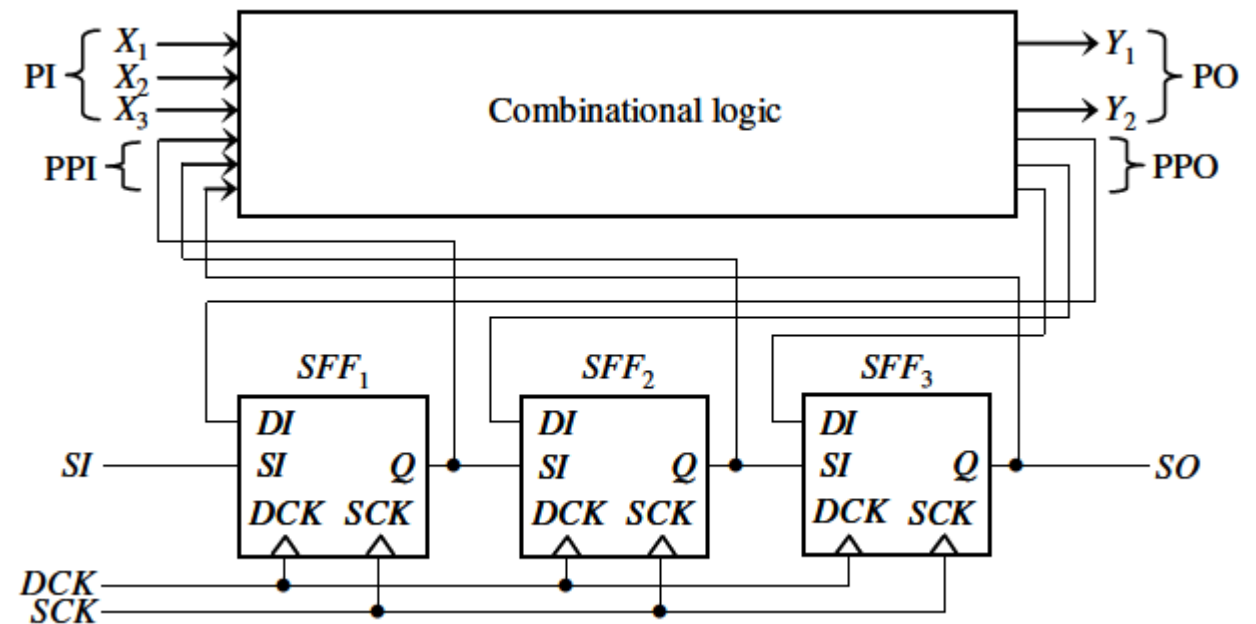 PI X1 Y1 PO
X2 Combinational logic
X3 Y2
PPI PPO
SFF1 SFF2 SFF3
DI DI DI
SI SI Q SI Q SI Q SO
DCK SCK DCK SCK DCK SCK
DCK
SCK